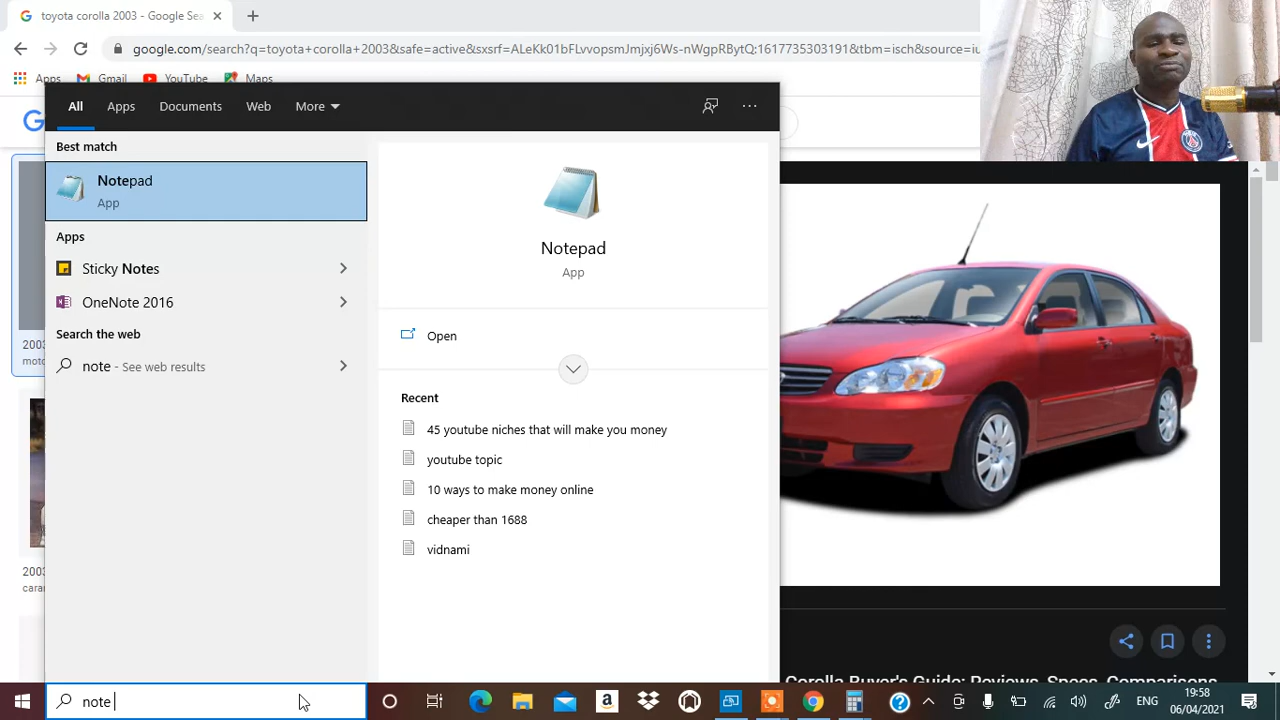 toyota corolla 2003 - Google Sea
google.com/search?q=toyota+corolla+2003&safe=active&sxsrf=ALeKk01bFLvvopsmJmjxj6Ws-nWgpRBytQ:1617735303191&tbm=isch&source=iu
Apps Gmail YouTube Maps
All Apps Documents Web More
Best match
Notepad
App
Apps
Sticky Notes
OneNote 2016
Search the web
note - See web results
Notepad
App
Open
Recent
45 youtube niches that will make you money
youtube topic
10 ways to make money online
cheaper than 1688
vidnami
2003
2003
Corolla Buyer's Guide: Reviews, Specs, Comparisons
note
ENG
19:58
06/04/2021